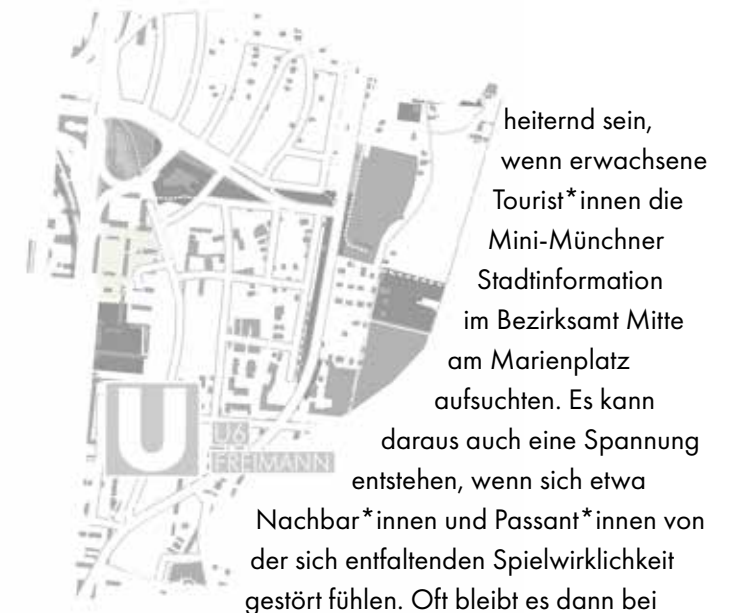 heiternd sein,
wenn erwachsene
Tourist*innen die
Mini-Münchner
Stadtinformation
im Bezirksamt Mitte
am Marienplatz
aufsuchten. Es kann
daraus auch eine Spannung
entstehen, wenn sich etwa
Nachbar*innen und Passant*innen von
der sich entfaltenden Spielwirklichkeit
gestört fühlen. Oft bleibt es dann bei
U
U6
FREIMANN